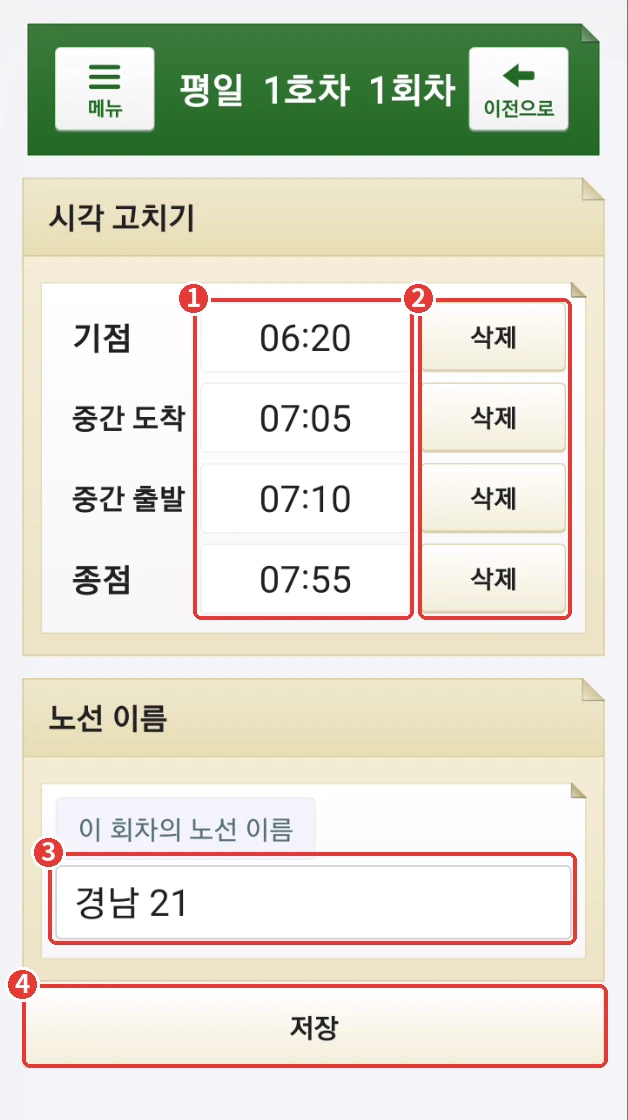 메뉴
평일 1호차 1회차
이전으로
시각 고치기
1
2
기점 06:20 삭제
중간 도착 07:05 삭제
중간 출발 07:10 삭제
종점 07:55 삭제
노선 이름
이 회차의 노선 이름
3
경남 21
4
저장